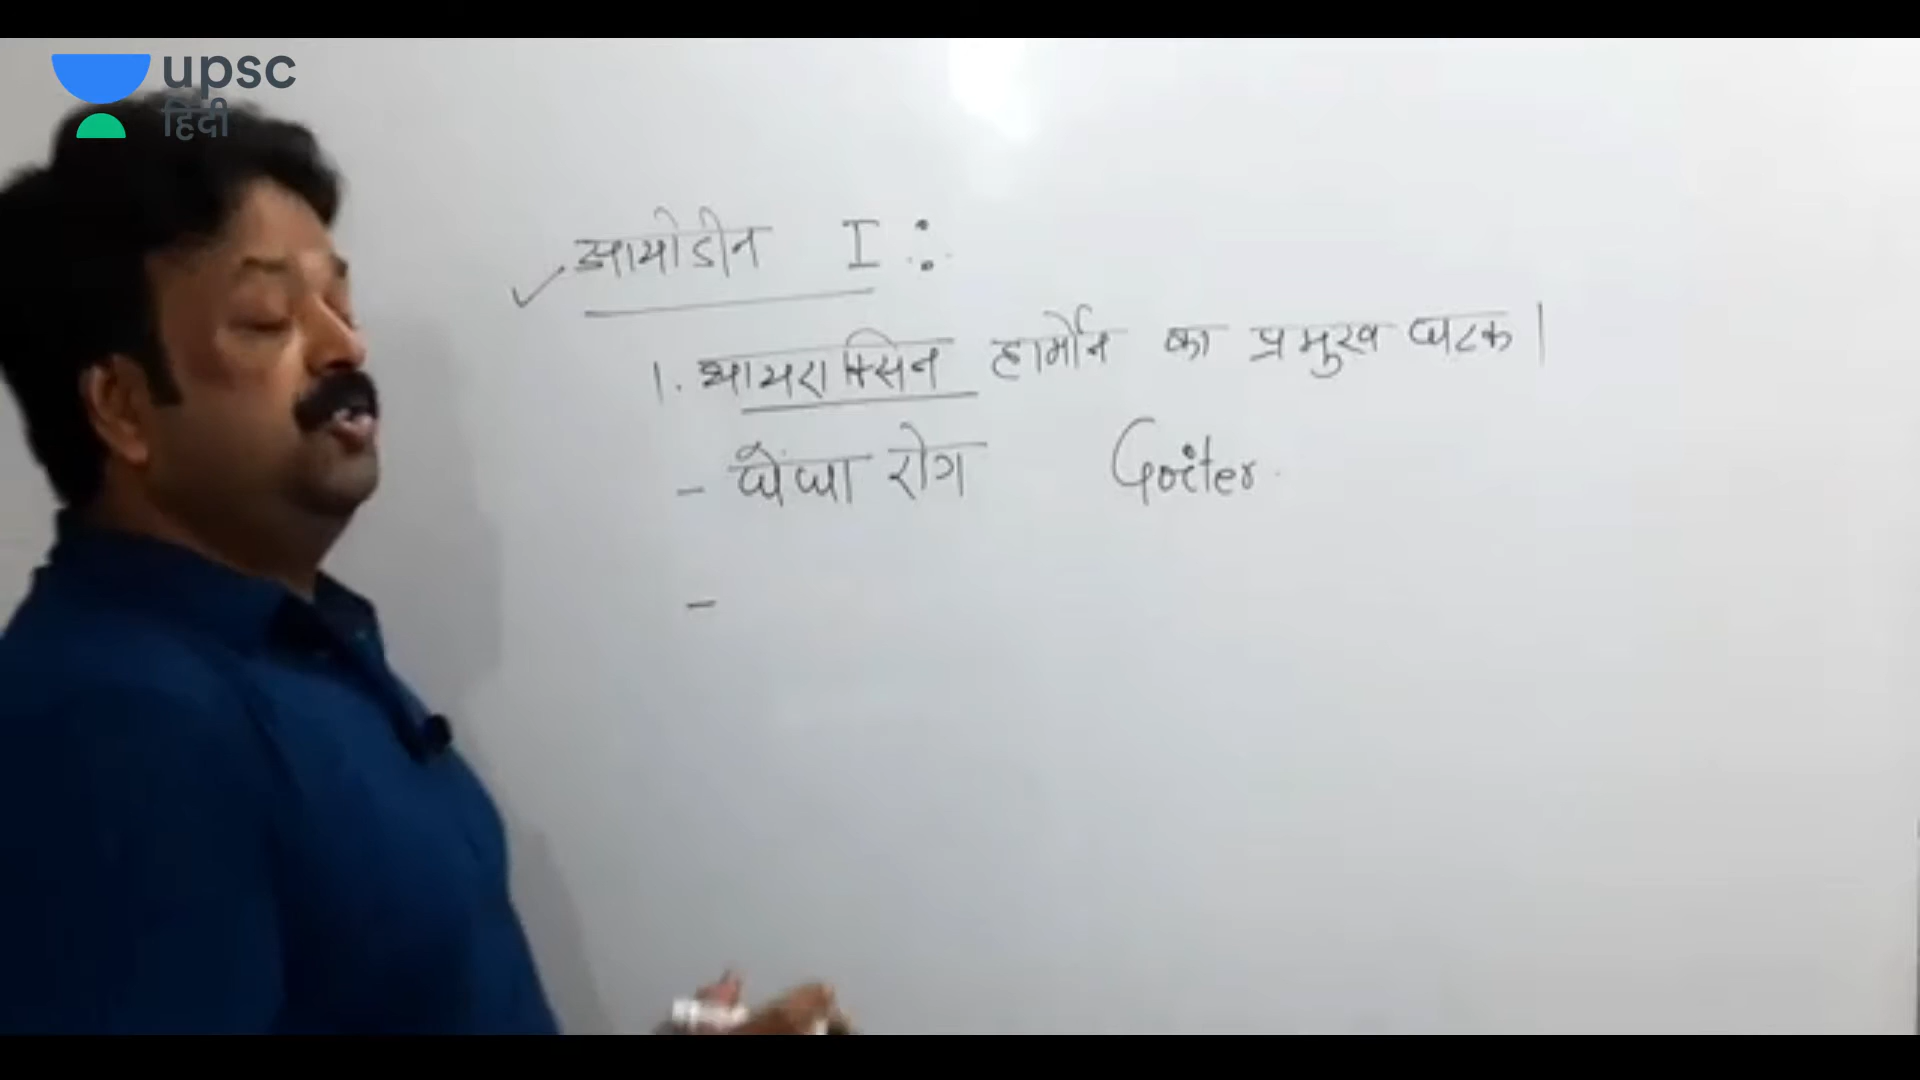 upsc
हिंदी
आयोडीन I :
1. थायराक्सिन हार्मोन का प्रमुख घटक।
- घेंघा रोग Goiter.
-